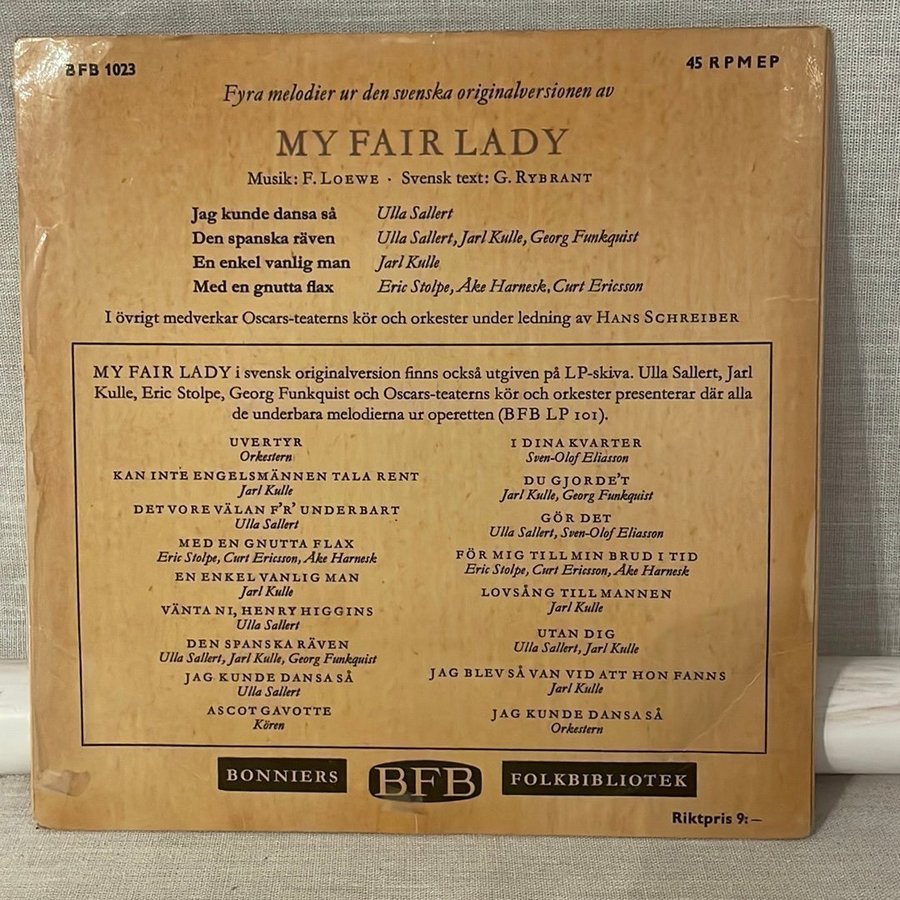 BFB 1023
45 RPM EP
Fyra melodier ur den svenska originalversionen av
MY FAIR LADY
Musik: F. LOEWE · Svensk text: G. RYBRANT
Jag kunde dansa så Ulla Sallert
Den spanska räven Ulla Sallert, Jarl Kulle, Georg Funkquist
En enkel vanlig man Jarl Kulle
Med en gnutta flax Eric Stolpe, Åke Harnesk, Curt Ericsson
I övrigt medverkar Oscars-teaterns kör och orkester under ledning av HANS SCHREIBER
MY FAIR LADY i svensk originalversion finns också utgiven på LP-skiva. Ulla Sallert, Jarl
Kulle, Eric Stolpe, Georg Funkquist och Oscars-teaterns kör och orkester presenterar där alla
de underbara melodierna ur operetten (BFB LP 101).
UVERTYR
Orkestern
KAN INTE ENGELSMÄNNEN TALA RENT
Jarl Kulle
DET VORE VÄLAN F'R' UNDERBART
Ulla Sallert
MED EN GNUTTA FLAX
Eric Stolpe, Curt Ericsson, Åke Harnesk
EN ENKEL VANLIG MAN
Jarl Kulle
VÄNTA NI, HENRY HIGGINS
Ulla Sallert
DEN SPANSKA RÄVEN
Ulla Sallert, Jarl Kulle, Georg Funkquist
JAG KUNDE DANSA SÅ
Ulla Sallert
ASCOT GAVOTTE
Kören
I DINA KVARTER
Sven-Olof Eliasson
DU GJORDE'T
Jarl Kulle, Georg Funkquist
GÖR DET
Ulla Sallert, Sven-Olof Eliasson
FÖR MIG TILL MIN BRUD I TID
Eric Stolpe, Curt Ericsson, Åke Harnesk
LOVSÅNG TILL MANNEN
Jarl Kulle
UTAN DIG
Ulla Sallert, Jarl Kulle
JAG BLEV SÅ VAN VID ATT HON FANNS
Jarl Kulle
JAG KUNDE DANSA SÅ
Orkestern
BONNIERS BFB FOLKBIBLIOTEK
Riktpris 9:—